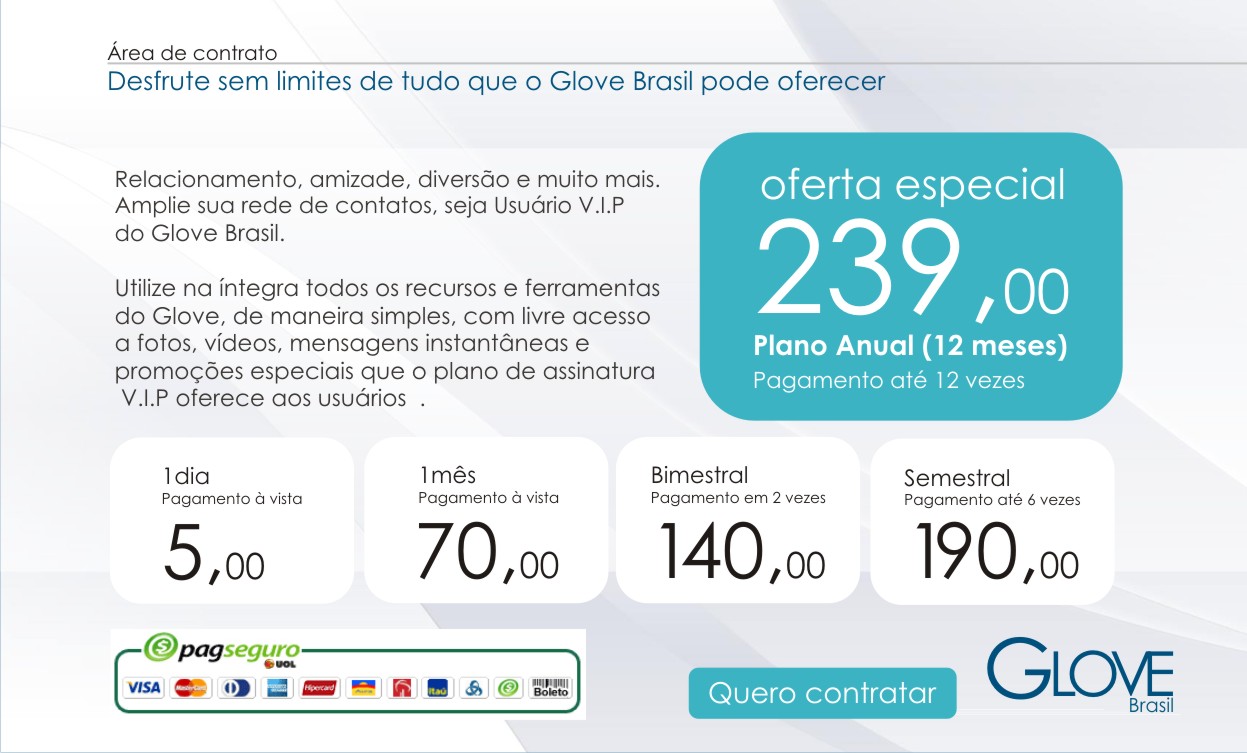 Área de contrato
Desfrute sem limites de tudo que o Glove Brasil pode oferecer
Relacionamento, amizade, diversão e muito mais.
Amplie sua rede de contatos, seja Usuário V.I.P
do Glove Brasil.
Utilize na íntegra todos os recursos e ferramentas
do Glove, de maneira simples, com livre acesso
a fotos, vídeos, mensagens instantâneas e
promoções especiais que o plano de assinatura
V.I.P oferece aos usuários .
oferta especial
239,00
Plano Anual (12 meses)
Pagamento até 12 vezes
1dia
Pagamento à vista
5,00
1mês
Pagamento à vista
70,00
Bimestral
Pagamento em 2 vezes
140,00
Semestral
Pagamento até 6 vezes
190,00
pagseguro
UOL
VISA MasterCard Hipercard Itaú Boleto
Quero contratar
GLOVE
Brasil